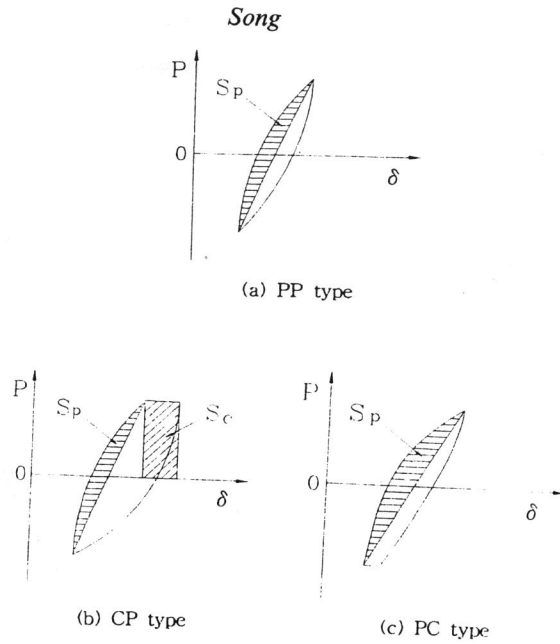 Song
P
Sp
0
δ
(a) PP type
P
Sp
Sc
0
δ
(b) CP type
P
Sp
0
δ
(c) PC type